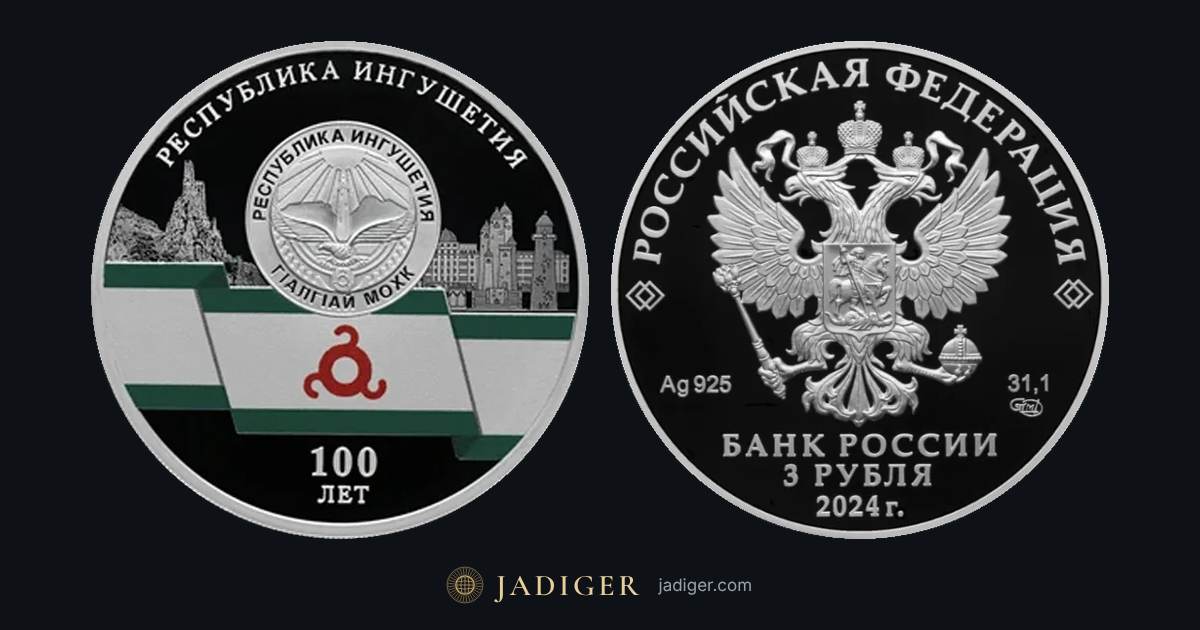 РЕСПУБЛИКА ИНГУШЕТИЯ
РЕСПУБЛИКА ИНГУШЕТИЯ
ГІАЛГІАЙ МОХК
100
ЛЕТ
РОССИЙСКАЯ ФЕДЕРАЦИЯ
Ag 925
31,1
БАНК РОССИИ
3 РУБЛЯ
2024 г.
JADIGER
jadiger.com